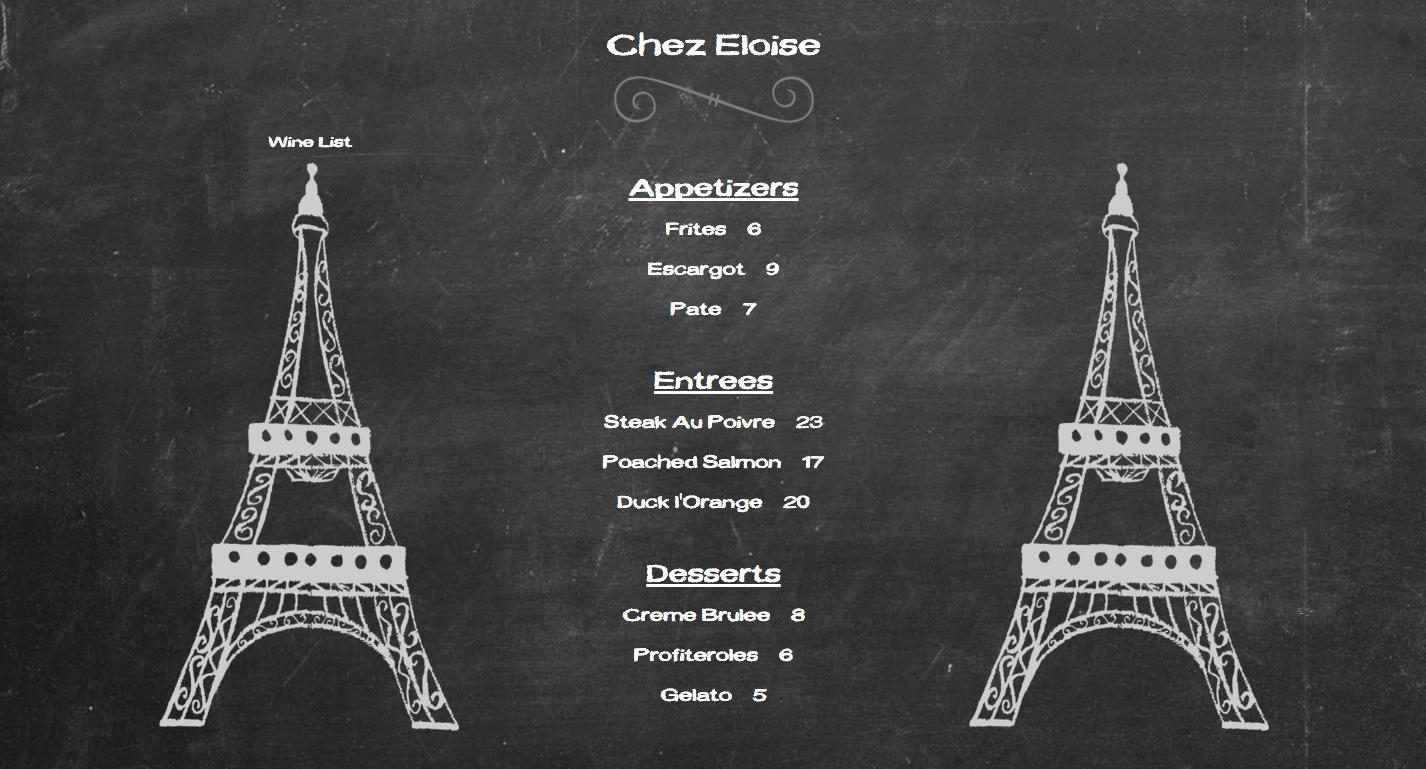 Chez Eloise
Wine List
Appetizers
Frites 6
Escargot 9
Pate 7
Entrees
Steak Au Poivre 23
Poached Salmon 17
Duck l'Orange 20
Desserts
Creme Brulee 8
Profiteroles 6
Gelato 5